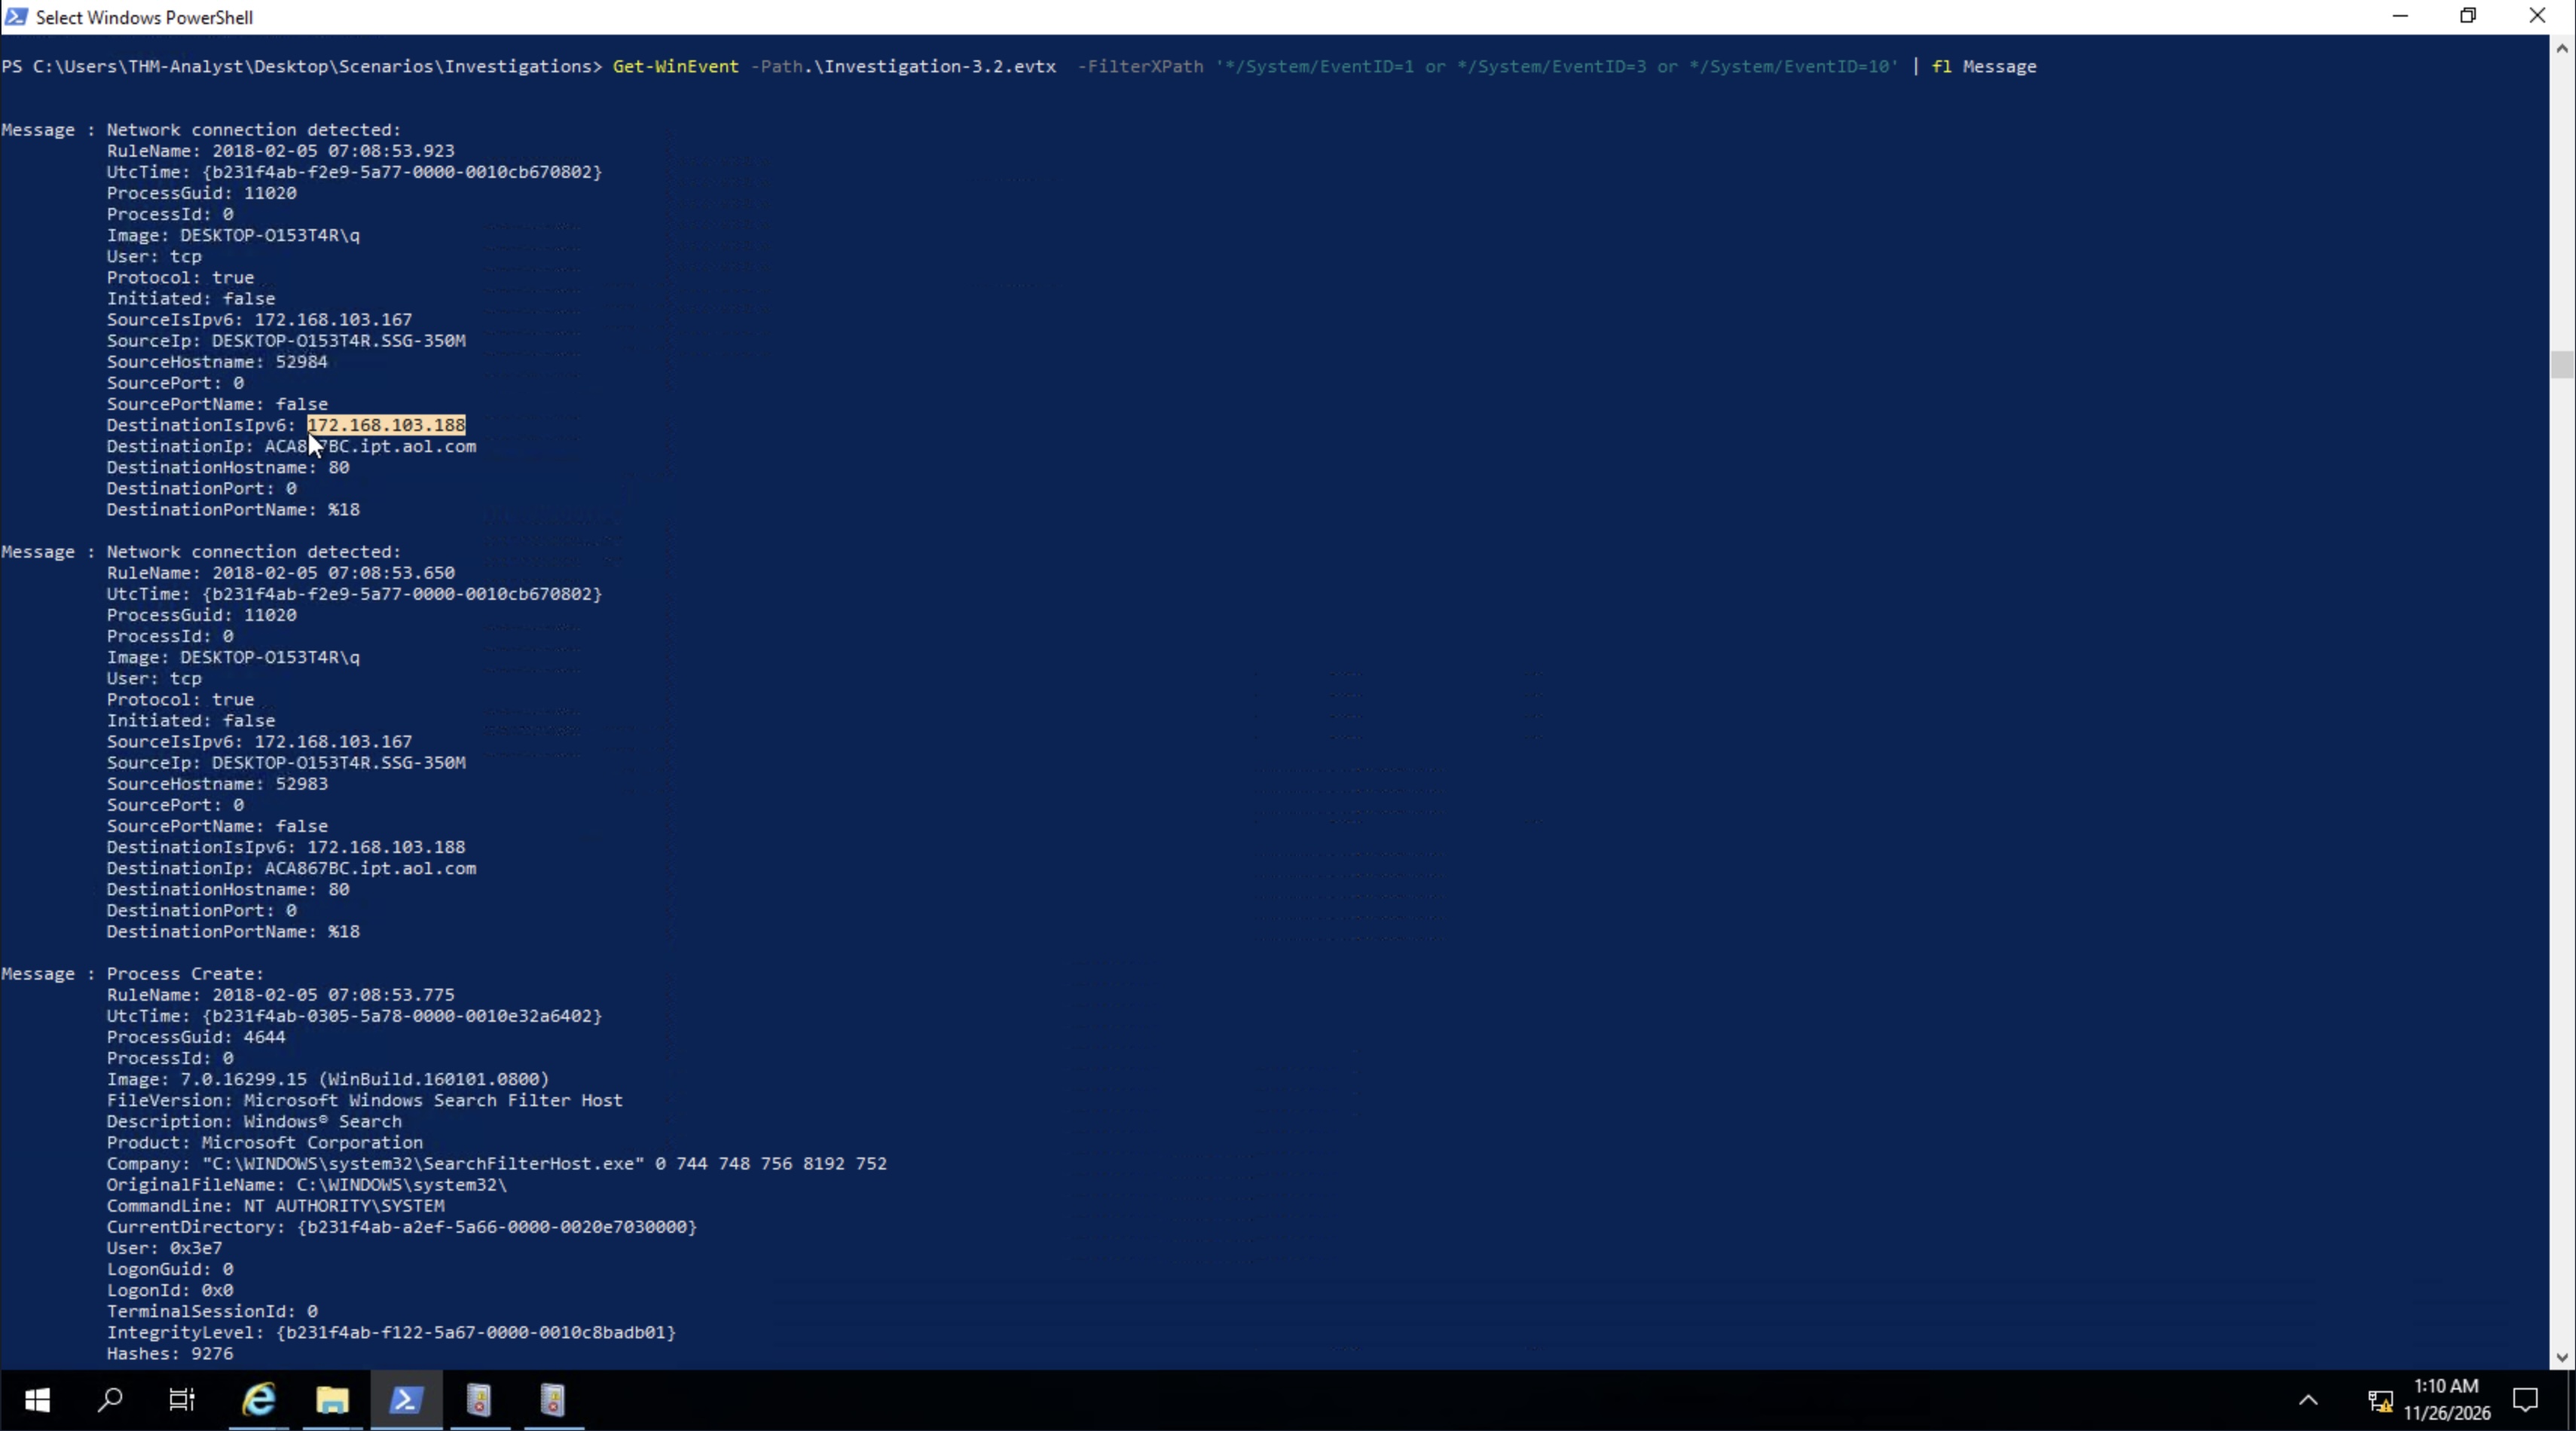 Select Windows PowerShell
PS C:\Users\THM-Analyst\Desktop\Scenarios\Investigations> Get-WinEvent -Path.\Investigation-3.2.evtx -FilterXPath '*/System/EventID=1 or */System/EventID=3 or */System/EventID=10' | fl Message
Message : Network connection detected:
RuleName: 2018-02-05 07:08:53.923
UtcTime: {b231f4ab-f2e9-5a77-0000-0010cb670802}
ProcessGuid: 11020
ProcessId: 0
Image: DESKTOP-O153T4R\q
User: tcp
Protocol: true
Initiated: false
SourceIsIpv6: 172.168.103.167
SourceIp: DESKTOP-O153T4R.SSG-350M
SourceHostname: 52984
SourcePort: 0
SourcePortName: false
DestinationIsIpv6: 172.168.103.188
DestinationIp: ACA867BC.ipt.aol.com
DestinationHostname: 80
DestinationPort: 0
DestinationPortName: %18
Message : Network connection detected:
RuleName: 2018-02-05 07:08:53.650
UtcTime: {b231f4ab-f2e9-5a77-0000-0010cb670802}
ProcessGuid: 11020
ProcessId: 0
Image: DESKTOP-O153T4R\q
User: tcp
Protocol: true
Initiated: false
SourceIsIpv6: 172.168.103.167
SourceIp: DESKTOP-O153T4R.SSG-350M
SourceHostname: 52983
SourcePort: 0
SourcePortName: false
DestinationIsIpv6: 172.168.103.188
DestinationIp: ACA867BC.ipt.aol.com
DestinationHostname: 80
DestinationPort: 0
DestinationPortName: %18
Message : Process Create:
RuleName: 2018-02-05 07:08:53.775
UtcTime: {b231f4ab-0305-5a78-0000-0010e32a6402}
ProcessGuid: 4644
ProcessId: 0
Image: 7.0.16299.15 (WinBuild.160101.0800)
FileVersion: Microsoft Windows Search Filter Host
Description: Windows® Search
Product: Microsoft Corporation
Company: "C:\WINDOWS\system32\SearchFilterHost.exe" 0 744 748 756 8192 752
OriginalFileName: C:\WINDOWS\system32\
CommandLine: NT AUTHORITY\SYSTEM
CurrentDirectory: {b231f4ab-a2ef-5a66-0000-0020e7030000}
User: 0x3e7
LogonGuid: 0
LogonId: 0x0
TerminalSessionId: 0
IntegrityLevel: {b231f4ab-f122-5a67-0000-0010c8badb01}
Hashes: 9276
1:10 AM
11/26/2026